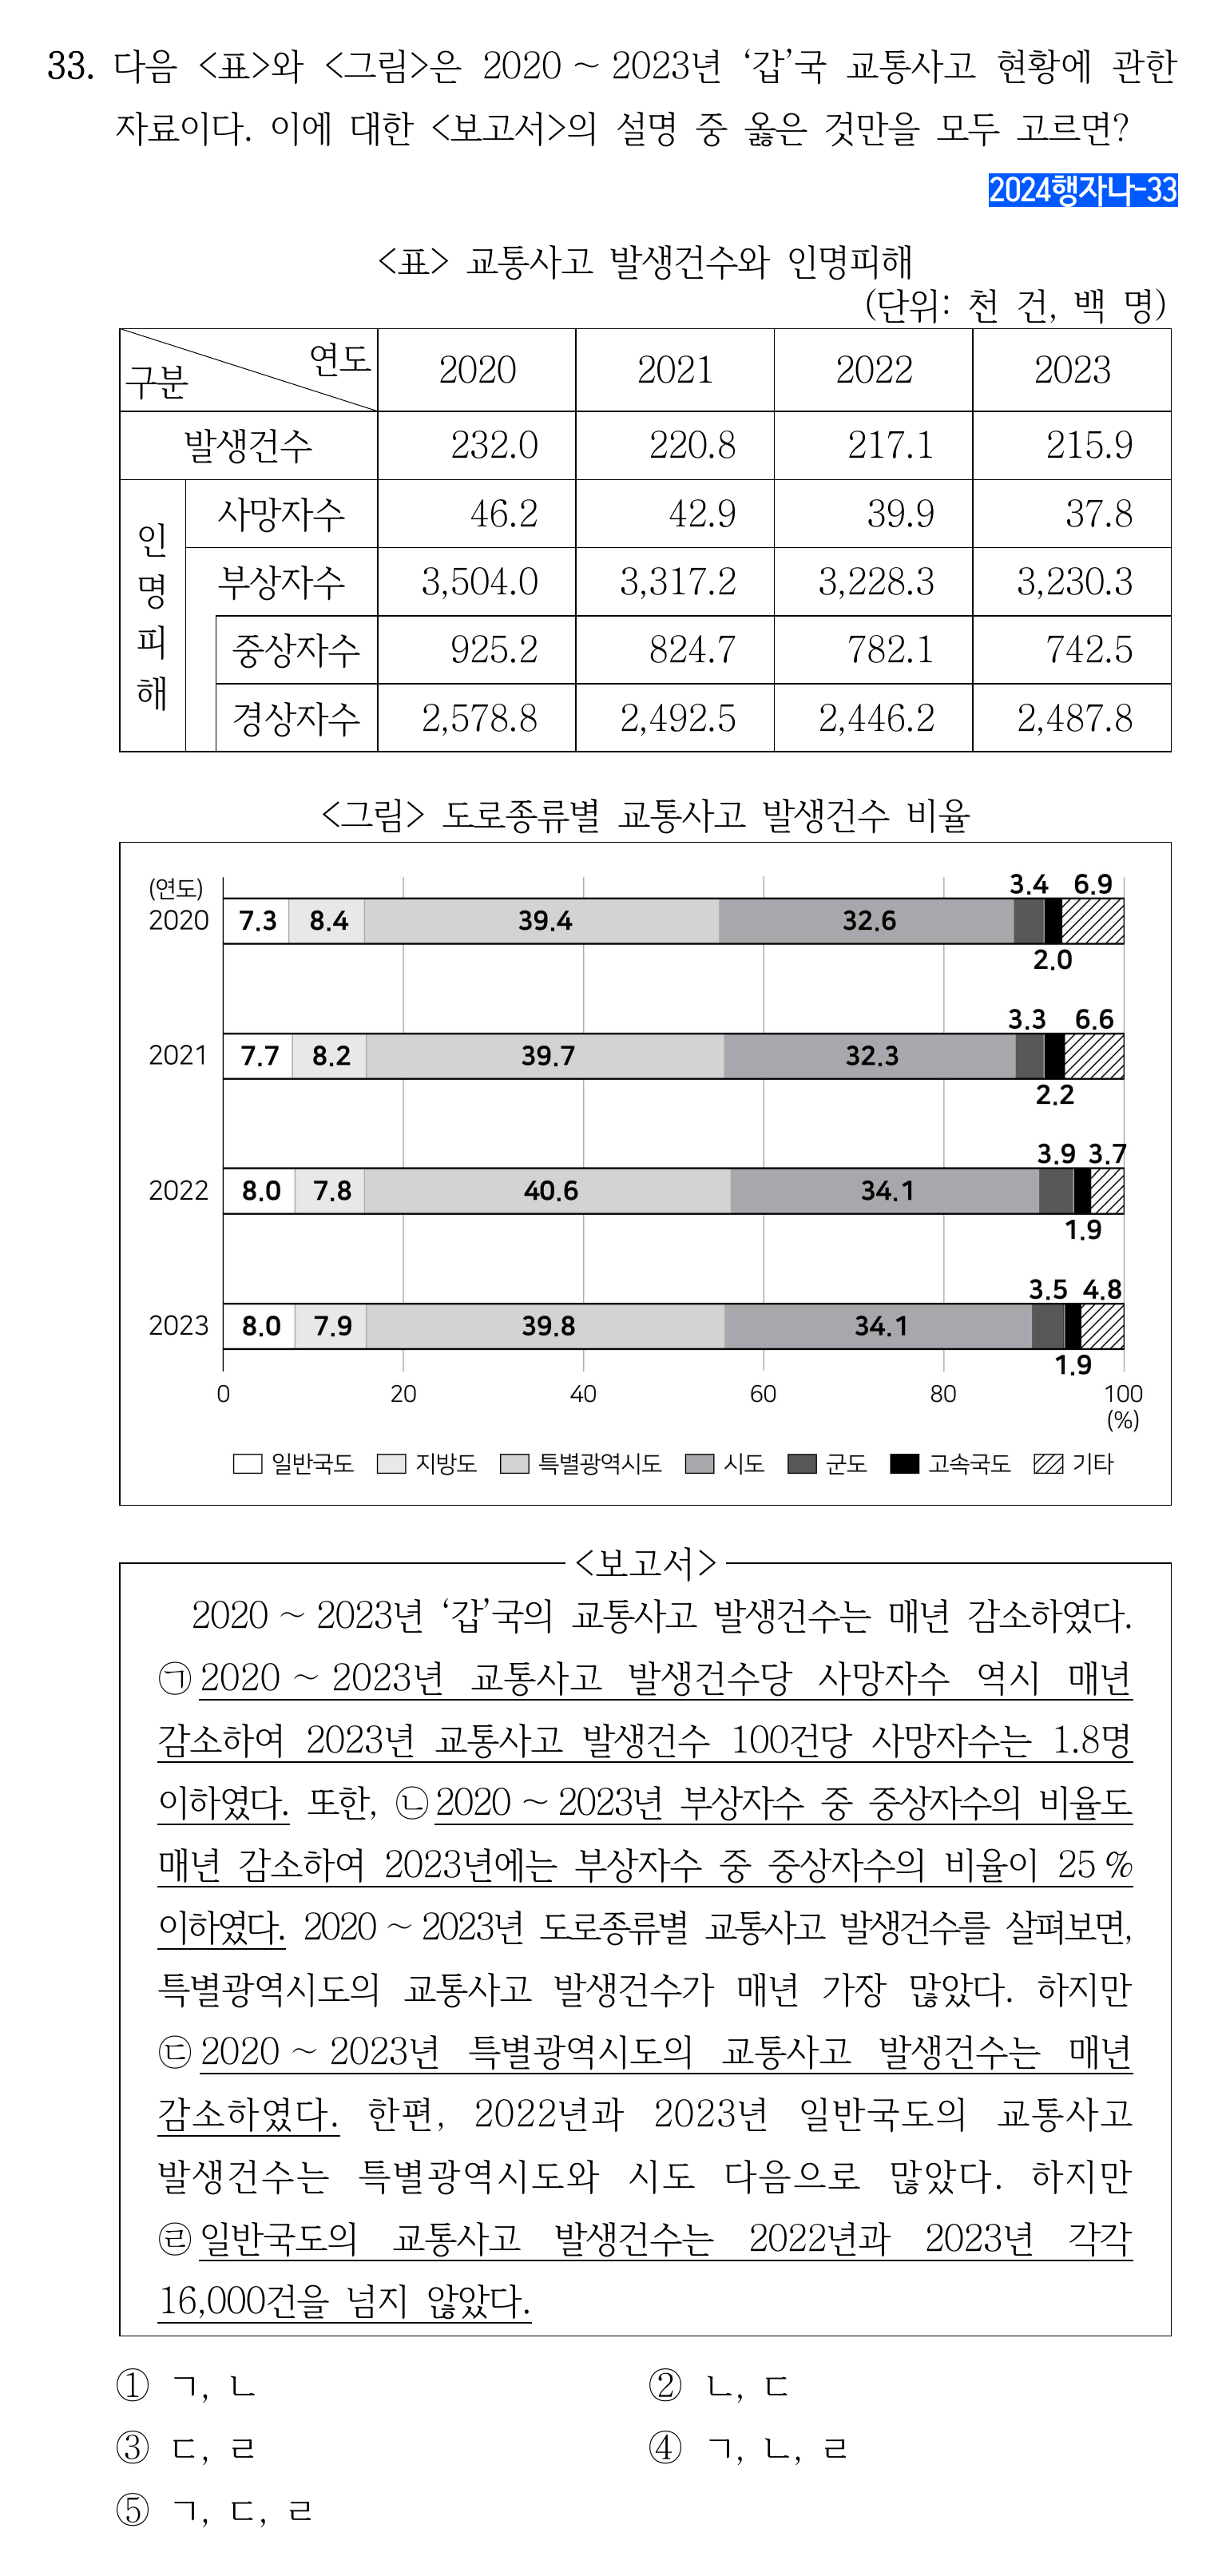 33. 다음 <표>와 <그림>은 2020 ~ 2023년 ‘갑’국 교통사고 현황에 관한
자료이다. 이에 대한 <보고서>의 설명 중 옳은 것만을 모두 고르면?
2024행자나-33
<표> 교통사고 발생건수와 인명피해
(단위: 천 건, 백 명)
구분 연도 2020 2021 2022 2023
발생건수 232.0 220.8 217.1 215.9
인명피해 사망자수 46.2 42.9 39.9 37.8
부상자수 3,504.0 3,317.2 3,228.3 3,230.3
중상자수 925.2 824.7 782.1 742.5
경상자수 2,578.8 2,492.5 2,446.2 2,487.8
<그림> 도로종류별 교통사고 발생건수 비율
(연도)
3.4 6.9
2020 7.3 8.4 39.4 32.6
2.0
3.3 6.6
2021 7.7 8.2 39.7 32.3
2.2
3.9 3.7
2022 8.0 7.8 40.6 34.1
1.9
3.5 4.8
2023 8.0 7.9 39.8 34.1
1.9
0 20 40 60 80 100
(%)
일반국도 지방도 특별광역시도 시도 군도 고속국도 기타
<보고서>
2020 ~ 2023년 ‘갑’국의 교통사고 발생건수는 매년 감소하였다.
㉠2020 ~ 2023년 교통사고 발생건수당 사망자수 역시 매년
감소하여 2023년 교통사고 발생건수 100건당 사망자수는 1.8명
이하였다. 또한, ㉡2020 ~ 2023년 부상자수 중 중상자수의 비율도
매년 감소하여 2023년에는 부상자수 중 중상자수의 비율이 25 %
이하였다. 2020 ~ 2023년 도로종류별 교통사고 발생건수를 살펴보면,
특별광역시도의 교통사고 발생건수가 매년 가장 많았다. 하지만
㉢2020 ~ 2023년 특별광역시도의 교통사고 발생건수는 매년
감소하였다. 한편, 2022년과 2023년 일반국도의 교통사고
발생건수는 특별광역시도와 시도 다음으로 많았다. 하지만
㉣일반국도의 교통사고 발생건수는 2022년과 2023년 각각
16,000건을 넘지 않았다.
① ㄱ, ㄴ
② ㄴ, ㄷ
③ ㄷ, ㄹ
④ ㄱ, ㄴ, ㄹ
⑤ ㄱ, ㄷ, ㄹ